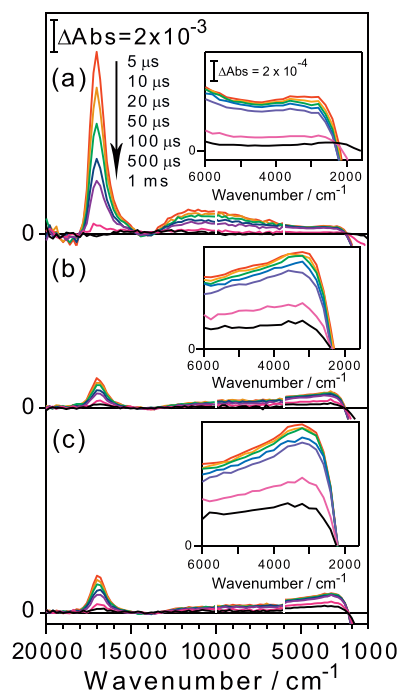 ΔAbs=2x10⁻³
(a)
5 μs
10 μs
20 μs
50 μs
100 μs
500 μs
1 ms
ΔAbs = 2 x 10⁻⁴
0
6000 4000 2000
Wavenumber / cm⁻¹
0
(b)
0
6000 4000 2000
Wavenumber / cm⁻¹
0
(c)
0
6000 4000 2000
Wavenumber / cm⁻¹
0
20000 15000 10000 5000 1000
Wavenumber / cm⁻¹